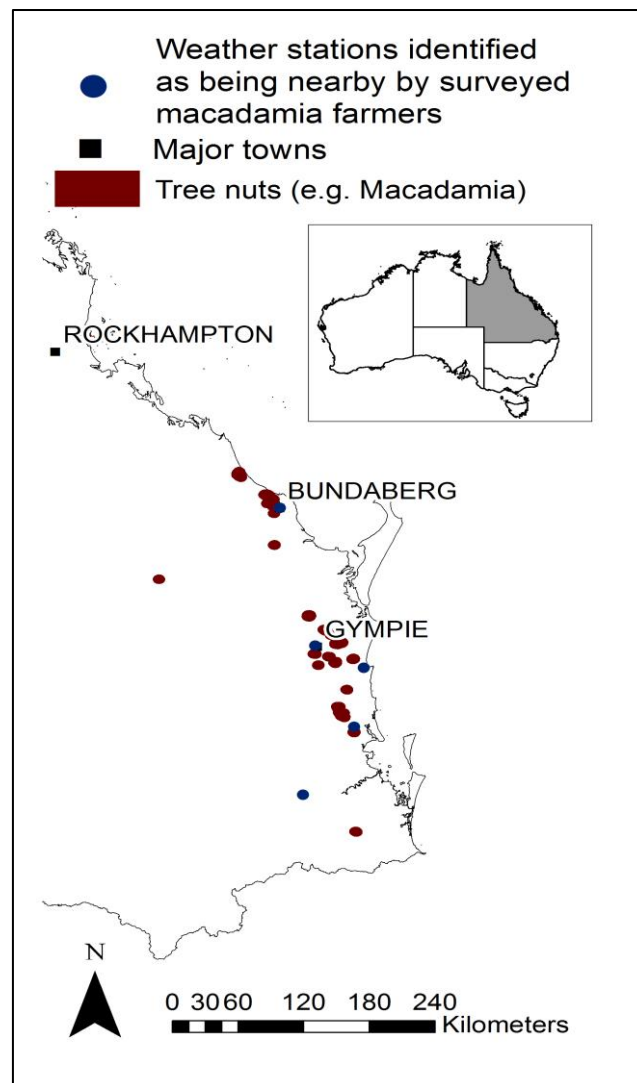 Weather stations identified
as being nearby by surveyed
macadamia farmers
Major towns
Tree nuts (e.g. Macadamia)
ROCKHAMPTON
BUNDABERG
GYMPIE
N
0 30 60 120 180 240
Kilometers